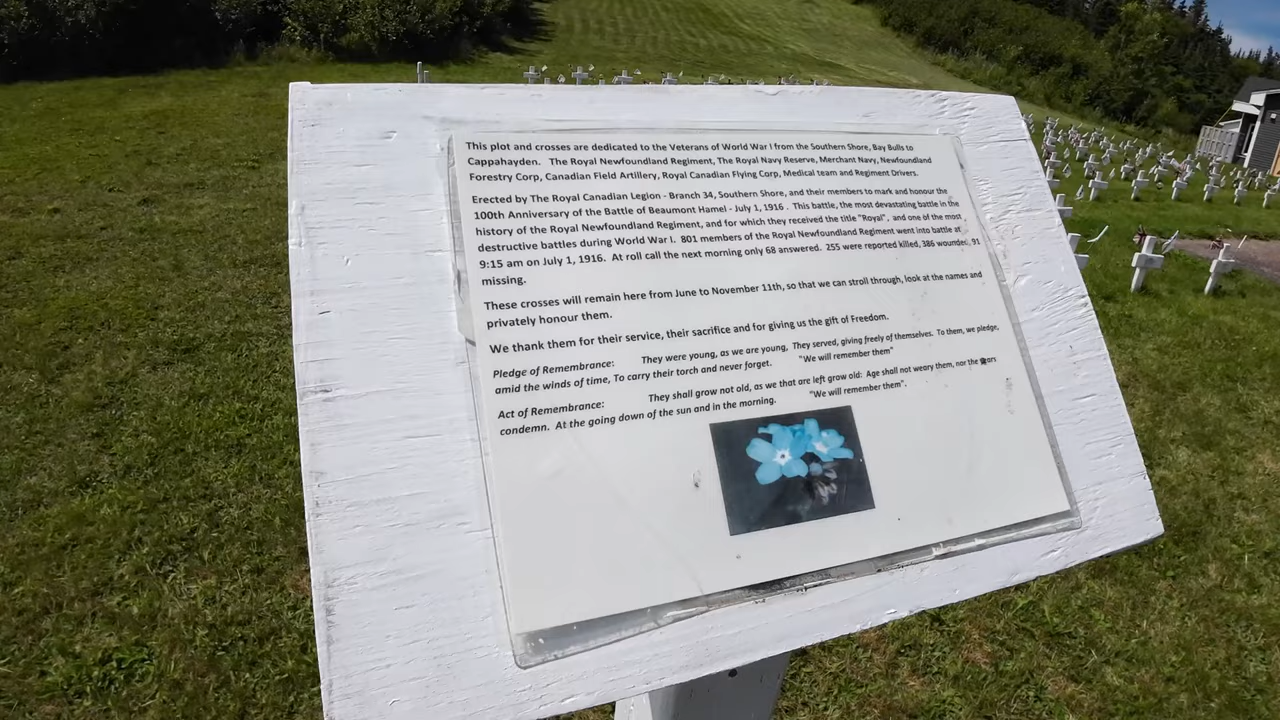 This plot and crosses are dedicated to the Veterans of World War I from the Southern Shore, Bay Bulls to
Cappahayden. The Royal Newfoundland Regiment, The Royal Navy Reserve, Merchant Navy, Newfoundland
Forestry Corp, Canadian Field Artillery, Royal Canadian Flying Corp, Medical team and Regiment Drivers.
Erected by The Royal Canadian Legion - Branch 34, Southern Shore, and their members to mark and honour the
100th Anniversary of the Battle of Beaumont Hamel - July 1, 1916 . This battle, the most devastating battle in the
history of the Royal Newfoundland Regiment, and for which they received the title "Royal" , and one of the most
destructive battles during World War I. 801 members of the Royal Newfoundland Regiment went into battle at
9:15 am on July 1, 1916. At roll call the next morning only 68 answered. 255 were reported killed, 386 wounded, 91
missing.
These crosses will remain here from June to November 11th, so that we can stroll through, look at the names and
privately honour them.
We thank them for their service, their sacrifice and for giving us the gift of Freedom.
Pledge of Remembrance: They were young, as we are young, They served, giving freely of themselves. To them, we pledge,
amid the winds of time, To carry their torch and never forget. "We will remember them"
Act of Remembrance: They shall grow not old, as we that are left grow old: Age shall not weary them, nor the years
condemn. At the going down of the sun and in the morning. "We will remember them".